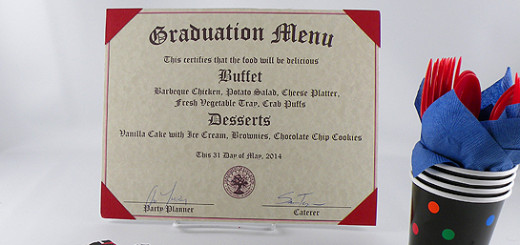 Graduation Menu
This certifies that the food will be delicious
Buffet
Barbeque Chicken, Potato Salad, Cheese Platter,
Fresh Vegetable Tray, Crab Puffs
Desserts
Vanilla Cake with Ice Cream, Brownies, Chocolate Chip Cookies
This 31 Day of May, 2014
Party Planner
Caterer